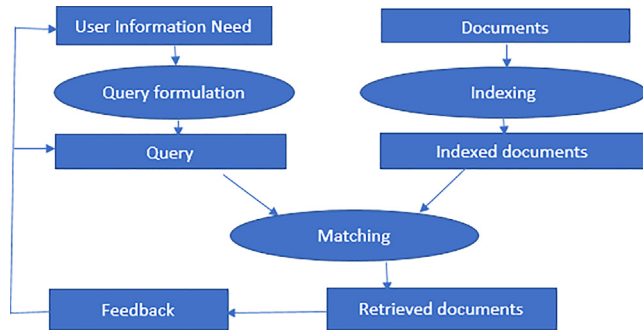 User Information Need
Documents
Query formulation
Indexing
Query
Indexed documents
Matching
Feedback
Retrieved documents